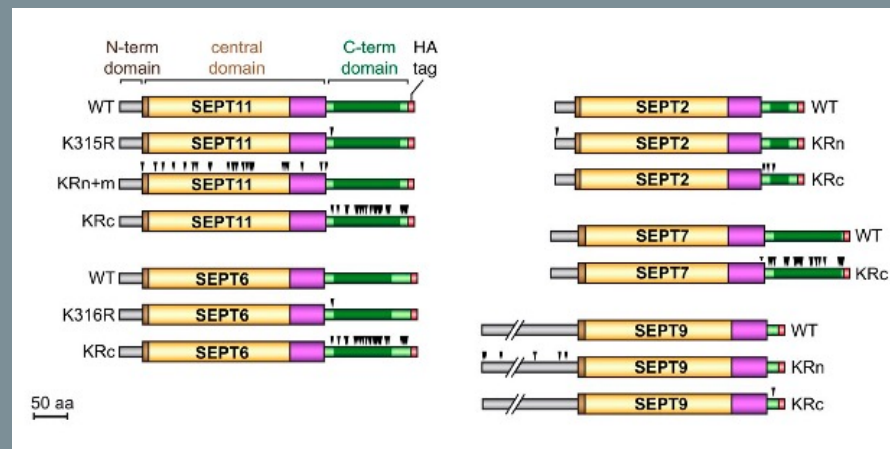 N-term domain
central domain
C-term domain
HA tag
WT SEPT11
K315R SEPT11
KRn+m SEPT11
KRc SEPT11
WT SEPT6
K316R SEPT6
KRc SEPT6
50 aa
SEPT2 WT
SEPT2 KRn
SEPT2 KRc
SEPT7 WT
SEPT7 KRc
SEPT9 WT
SEPT9 KRn
SEPT9 KRc